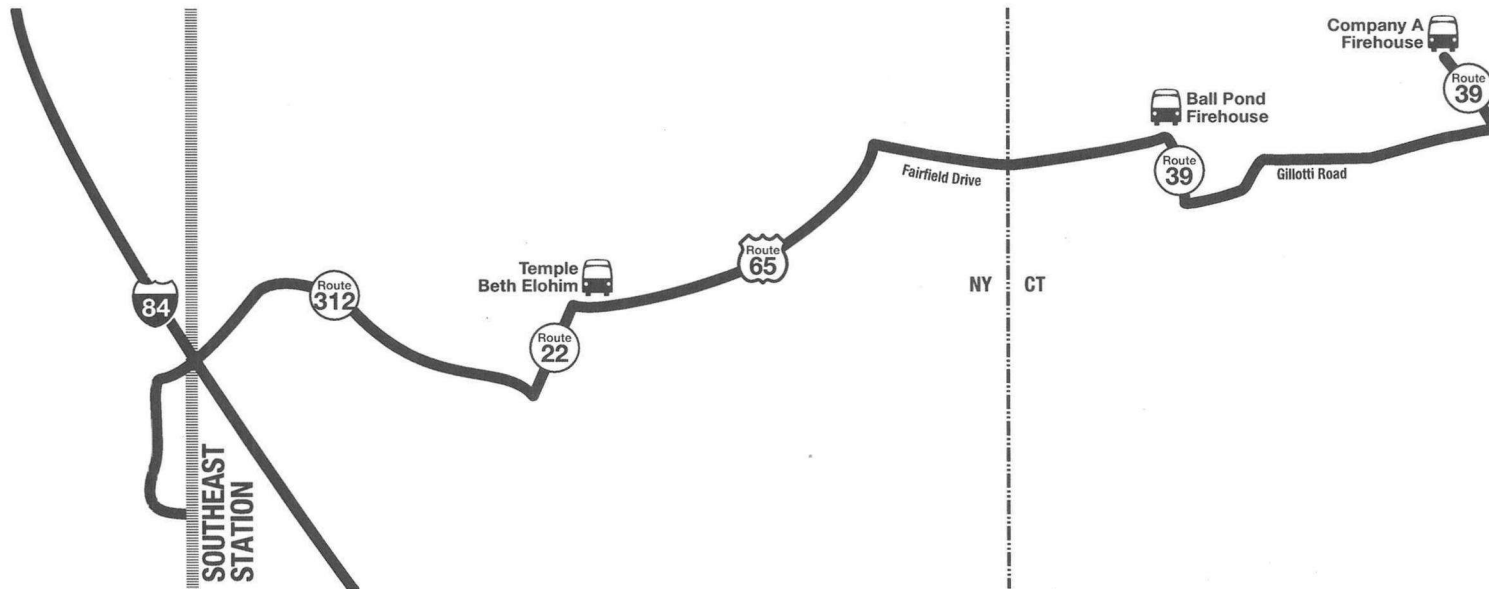 Company A
Firehouse
Route
39
Ball Pond
Firehouse
Route
39
Gillotti Road
Fairfield Drive
Route
65
NY
CT
Temple
Beth Elohim
Route
22
Route
312
84
SOUTHEAST
STATION